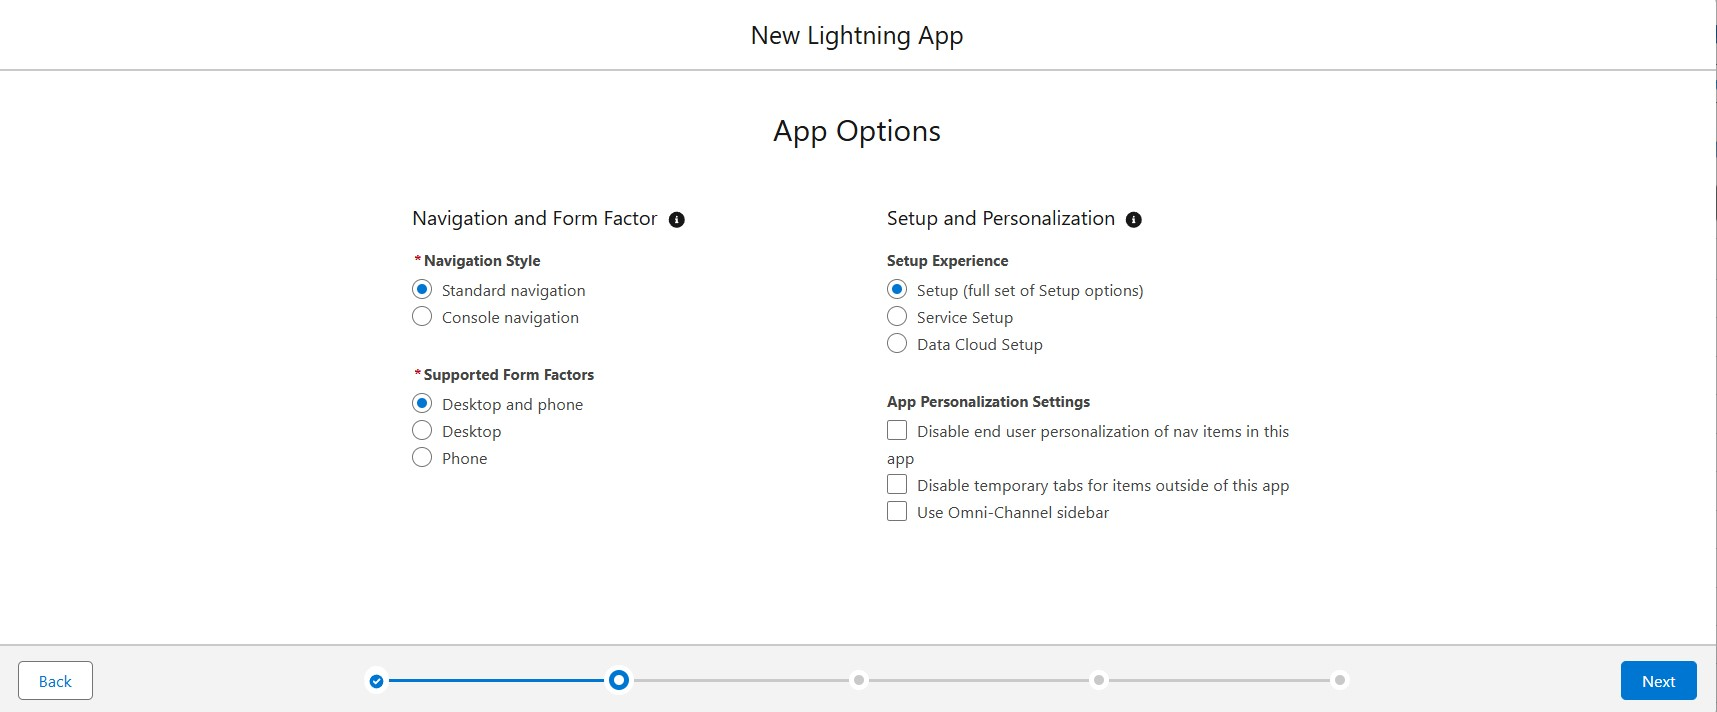 New Lightning App
App Options
Navigation and Form Factor
*Navigation Style
Standard navigation
Console navigation
*Supported Form Factors
Desktop and phone
Desktop
Phone
Setup and Personalization
Setup Experience
Setup (full set of Setup options)
Service Setup
Data Cloud Setup
App Personalization Settings
Disable end user personalization of nav items in this
app
Disable temporary tabs for items outside of this app
Use Omni-Channel sidebar
Back
Next